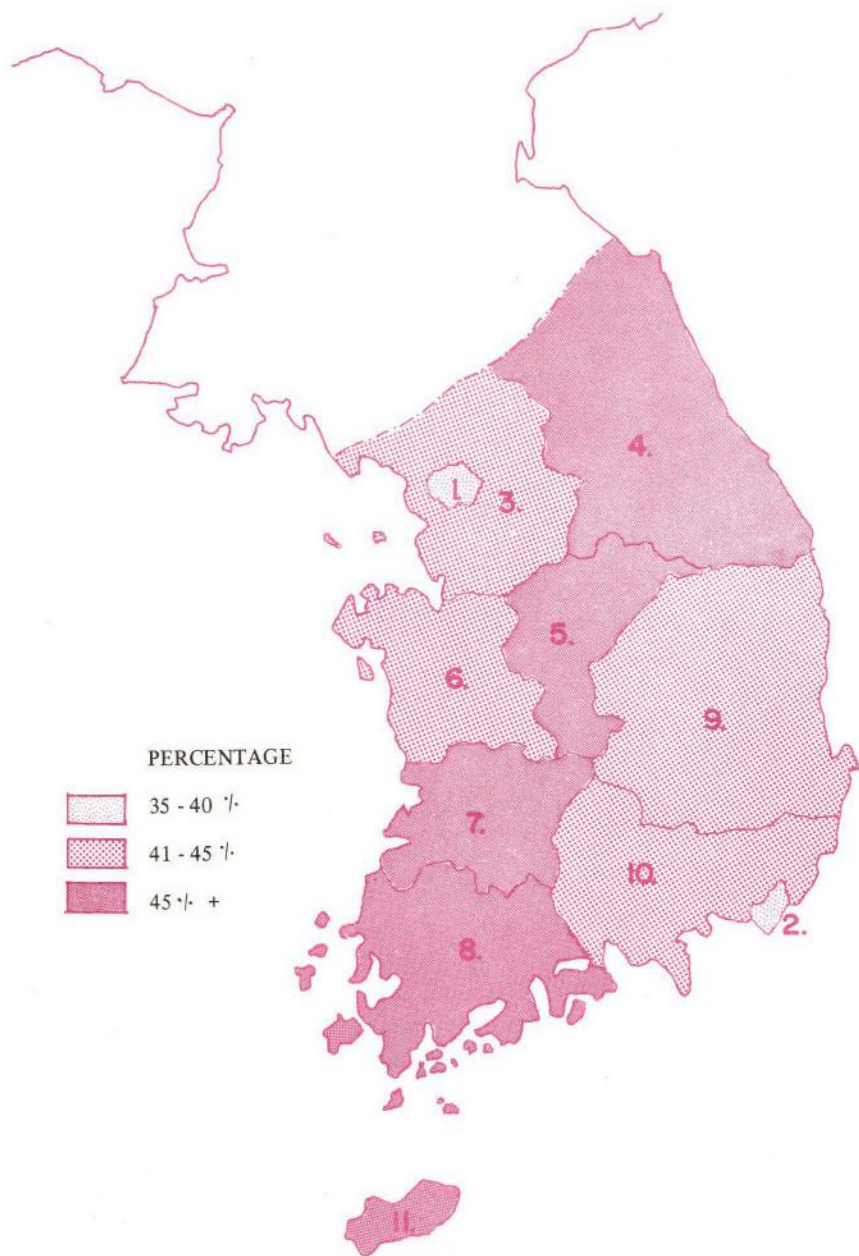 1.
3.
4.
5.
6.
9.
PERCENTAGE
35 - 40 %
41 - 45 %
45 % +
7.
10.
2.
8.
11.